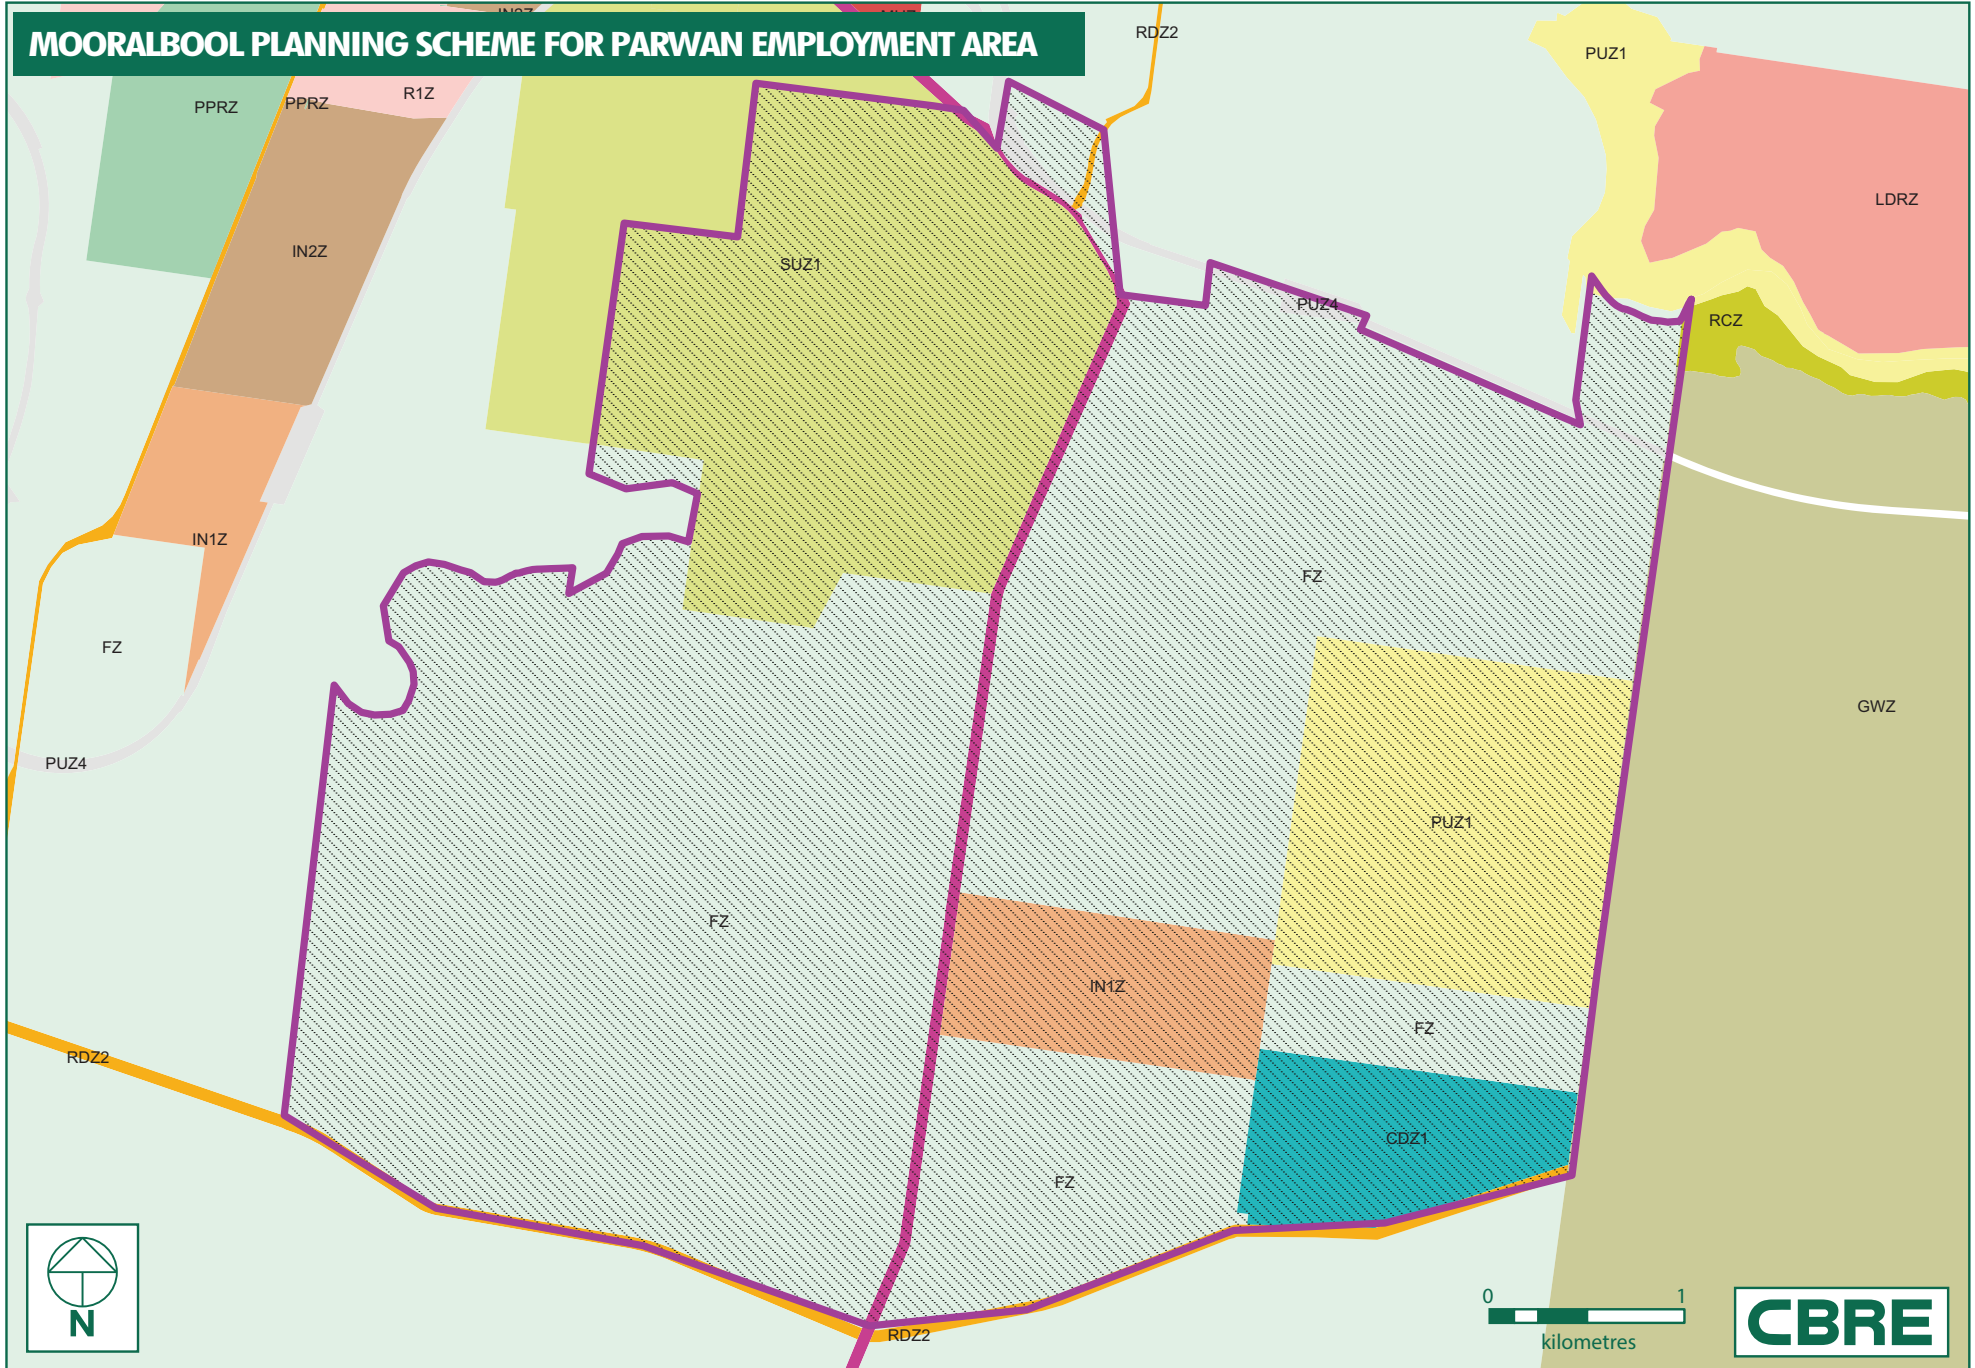 MOORALBOOL PLANNING SCHEME FOR PARWAN EMPLOYMENT AREA
RDZ2
PUZ1
PPRZ
PPRZ
R1Z
LDRZ
IN2Z
SUZ1
PUZ4
RCZ
IN1Z
FZ
FZ
GWZ
PUZ4
PUZ1
FZ
IN1Z
FZ
RDZ2
CDZ1
FZ
RDZ2
N
0 1
kilometres
CBRE